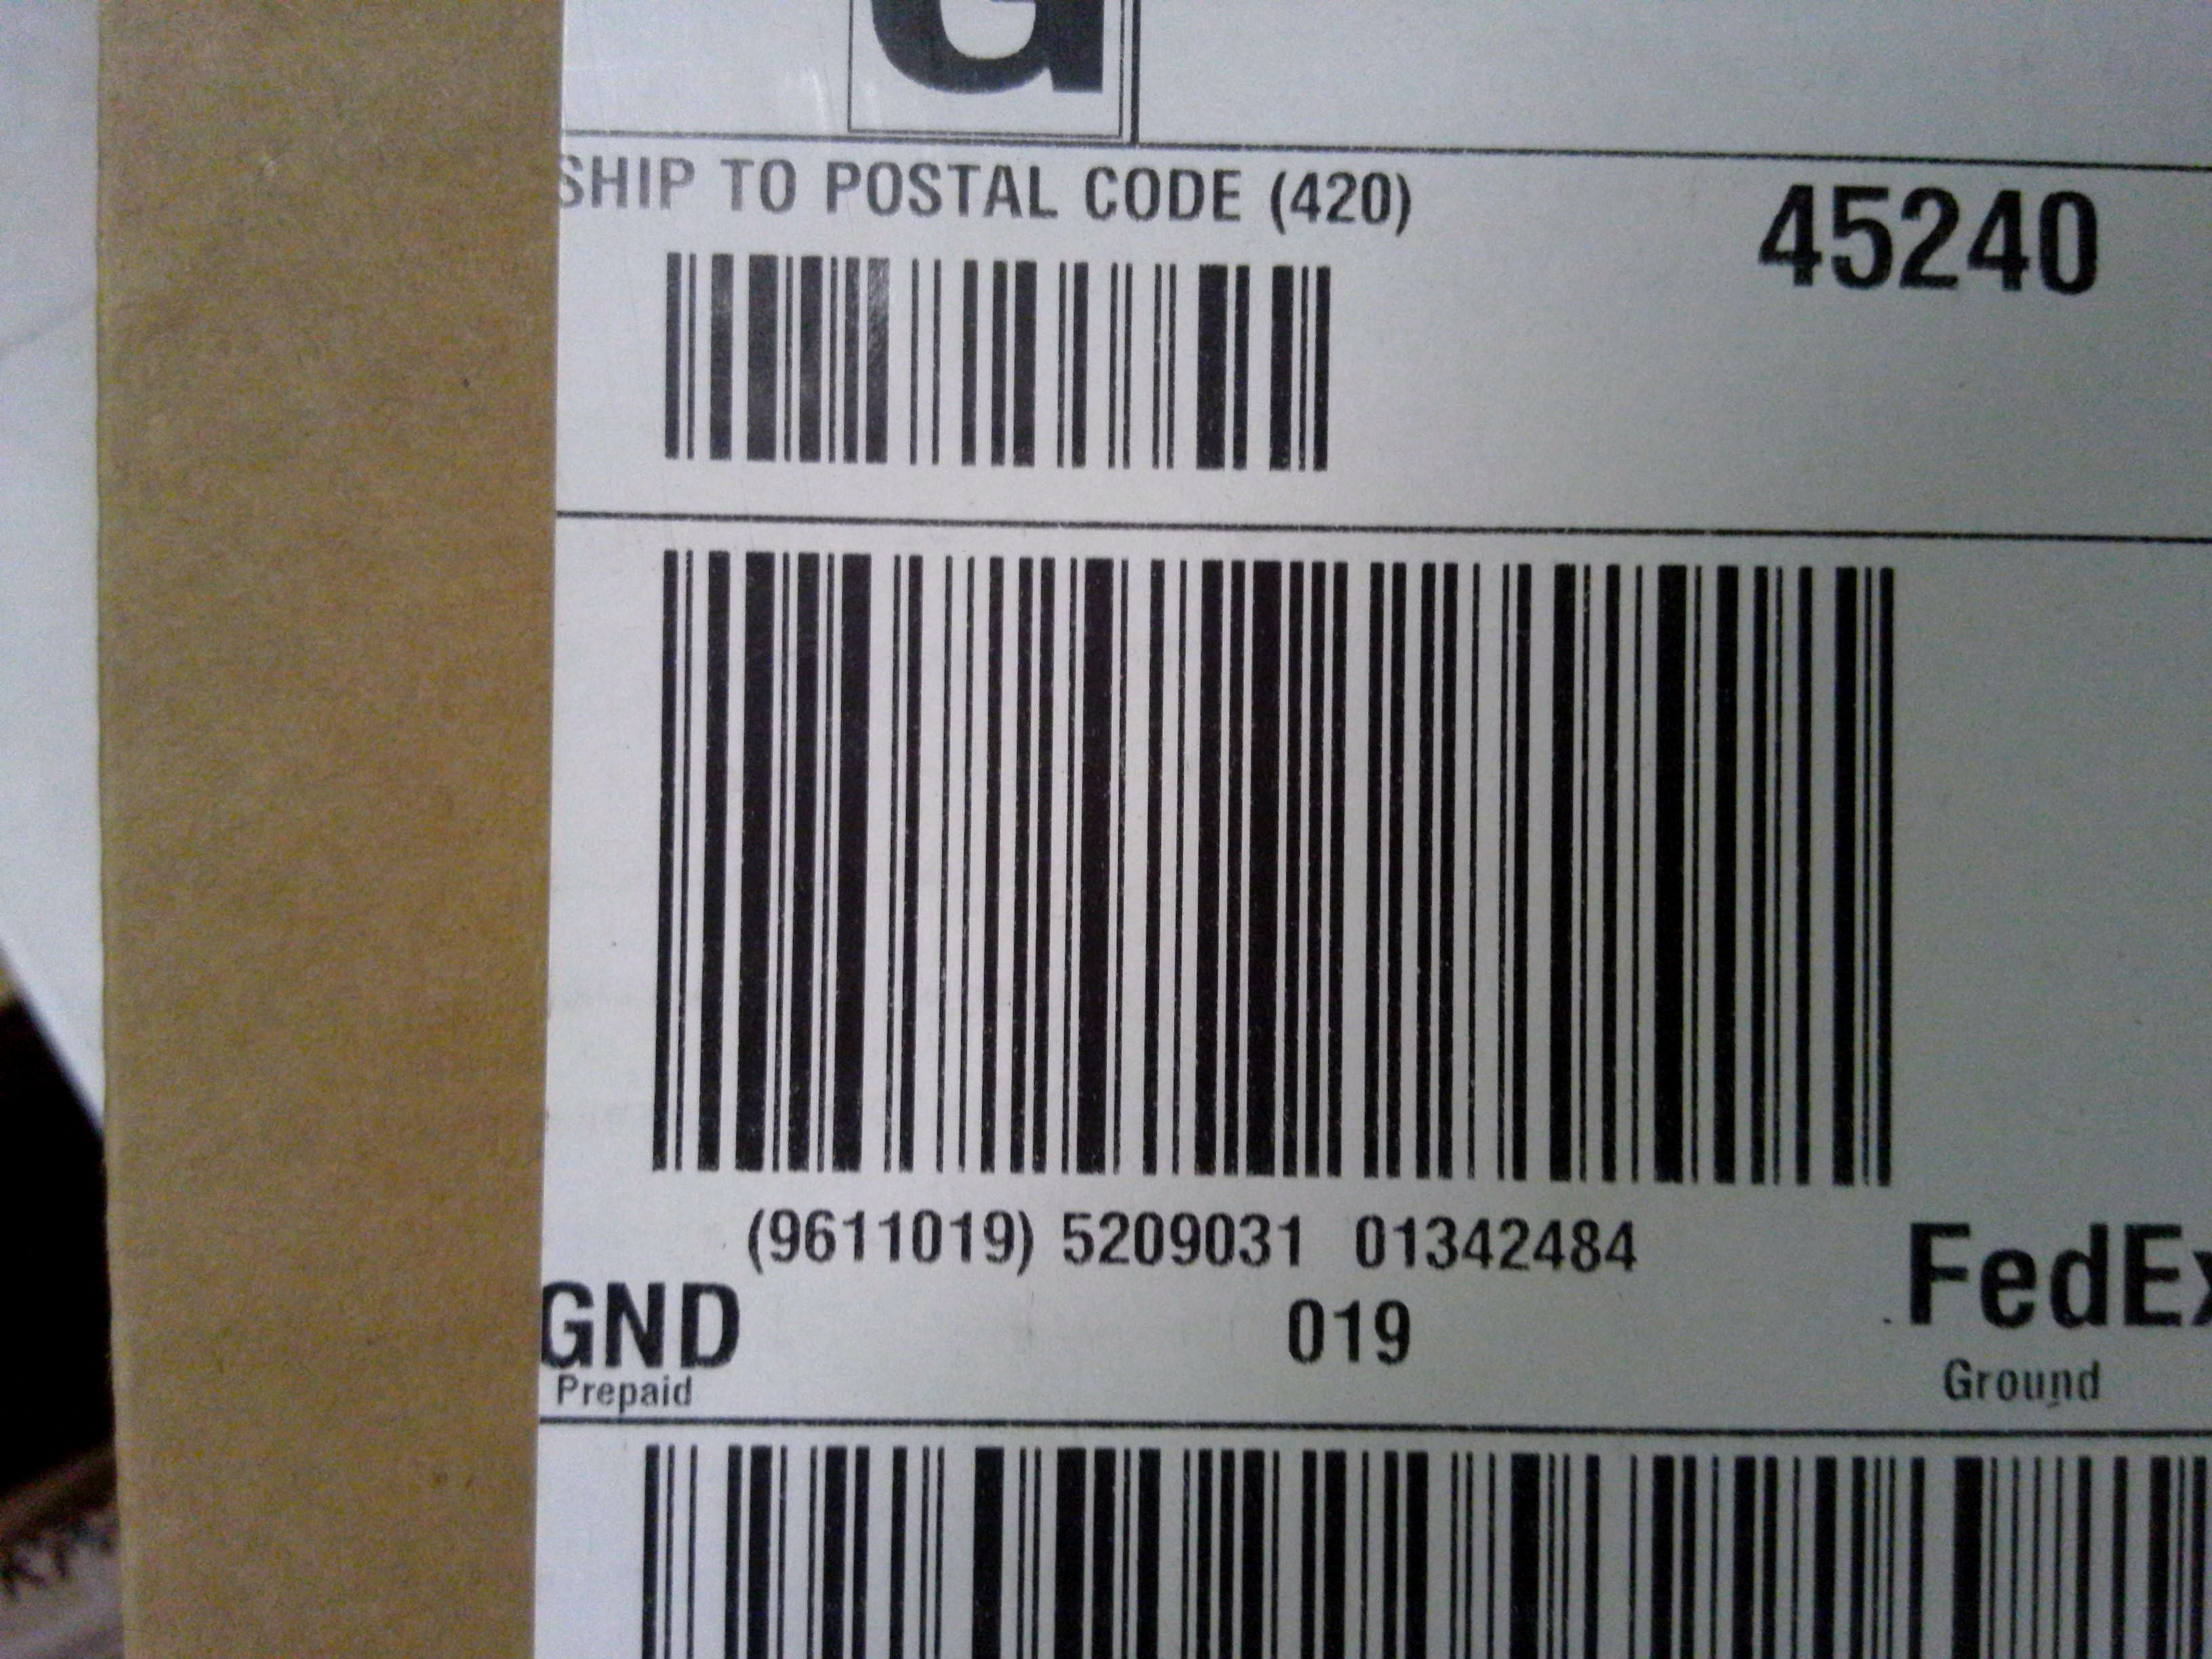 G
SHIP TO POSTAL CODE (420)
45240
(9611019) 5209031 01342484
GND
019
FedEx
Prepaid
Ground